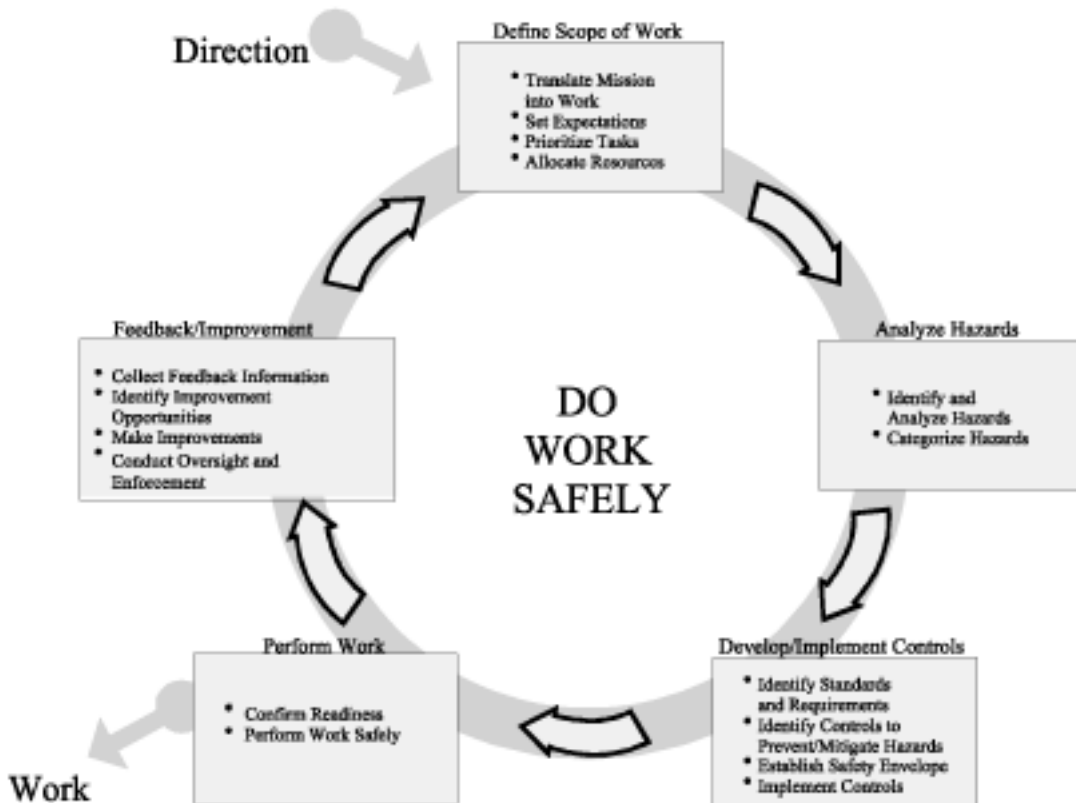 Direction
Define Scope of Work
• Translate Mission
into Work
• Set Expectations
• Prioritize Tasks
• Allocate Resources
Analyze Hazards
• Identify and
Analyze Hazards
• Categorize Hazards
Develop/Implement Controls
• Identify Standards
and Requirements
• Identify Controls to
Prevent/Mitigate Hazards
• Establish Safety Envelope
• Implement Controls
Perform Work
• Confirm Readiness
• Perform Work Safely
Work
Feedback/Improvement
• Collect Feedback Information
• Identify Improvement
Opportunities
• Make Improvements
• Conduct Oversight and
Enforcement
DO
WORK
SAFELY